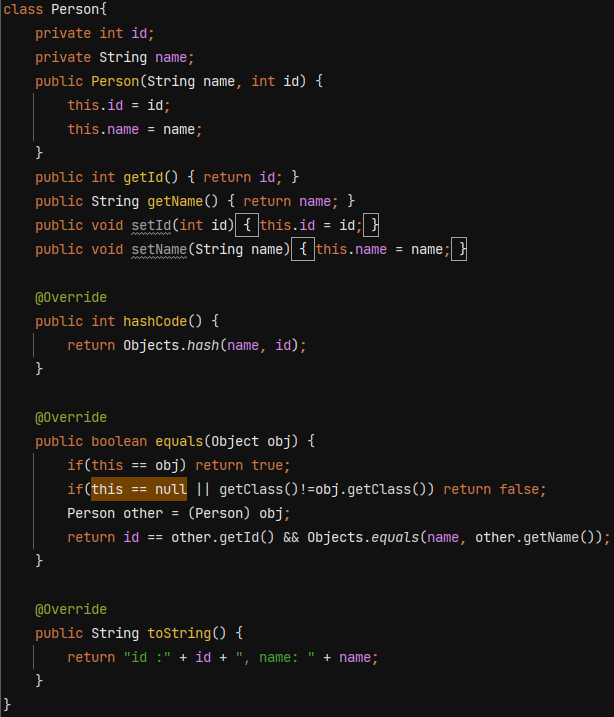 class Person{
    private int id;
    private String name;
    public Person(String name, int id) {
        this.id = id;
        this.name = name;
    }
    public int getId() { return id; }
    public String getName() { return name; }
    public void setId(int id) { this.id = id; }
    public void setName(String name) { this.name = name; }
    @Override
    public int hashCode() {
        return Objects.hash(name, id);
    }
    @Override
    public boolean equals(Object obj) {
        if(this == obj) return true;
        if(this == null || getClass()!=obj.getClass()) return false;
        Person other = (Person) obj;
        return id == other.getId() && Objects.equals(name, other.getName());
    }
    @Override
    public String toString() {
        return "id :" + id + ", name: " + name;
    }
}